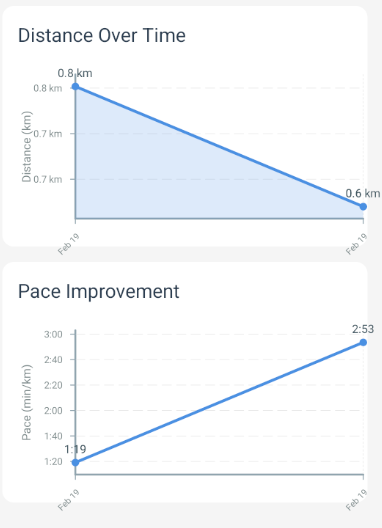 Distance Over Time
0.8 km
0.8 km
0.7 km
0.7 km
0.6 km
Distance (km)
Feb 19
Feb 19
Pace Improvement
2:53
3:00
2:40
2:20
2:00
1:40
1:19
1:20
Pace (min/km)
Feb 19
Feb 19